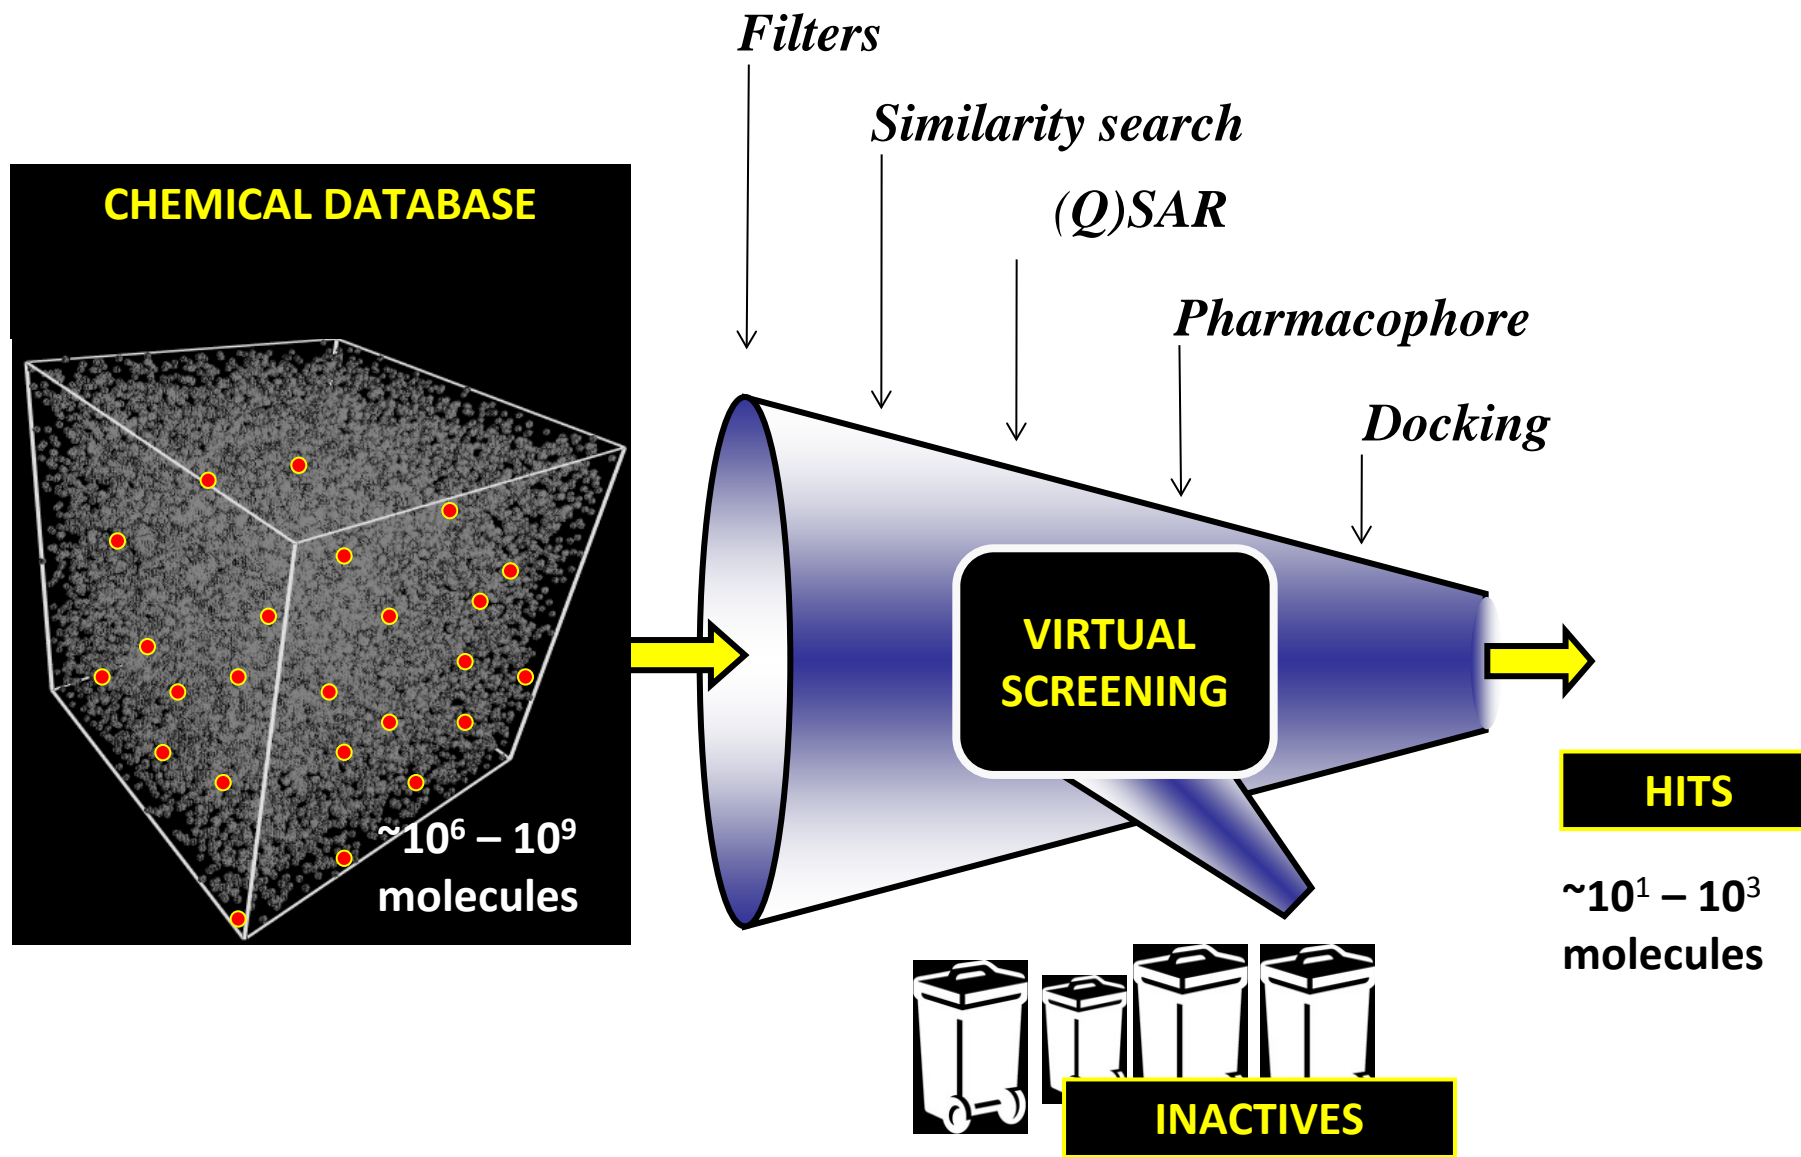 Filters
Similarity search
(Q)SAR
Pharmacophore
Docking
CHEMICAL DATABASE
~10⁶ – 10⁹
molecules
VIRTUAL
SCREENING
HITS
~10¹ – 10³
molecules
INACTIVES